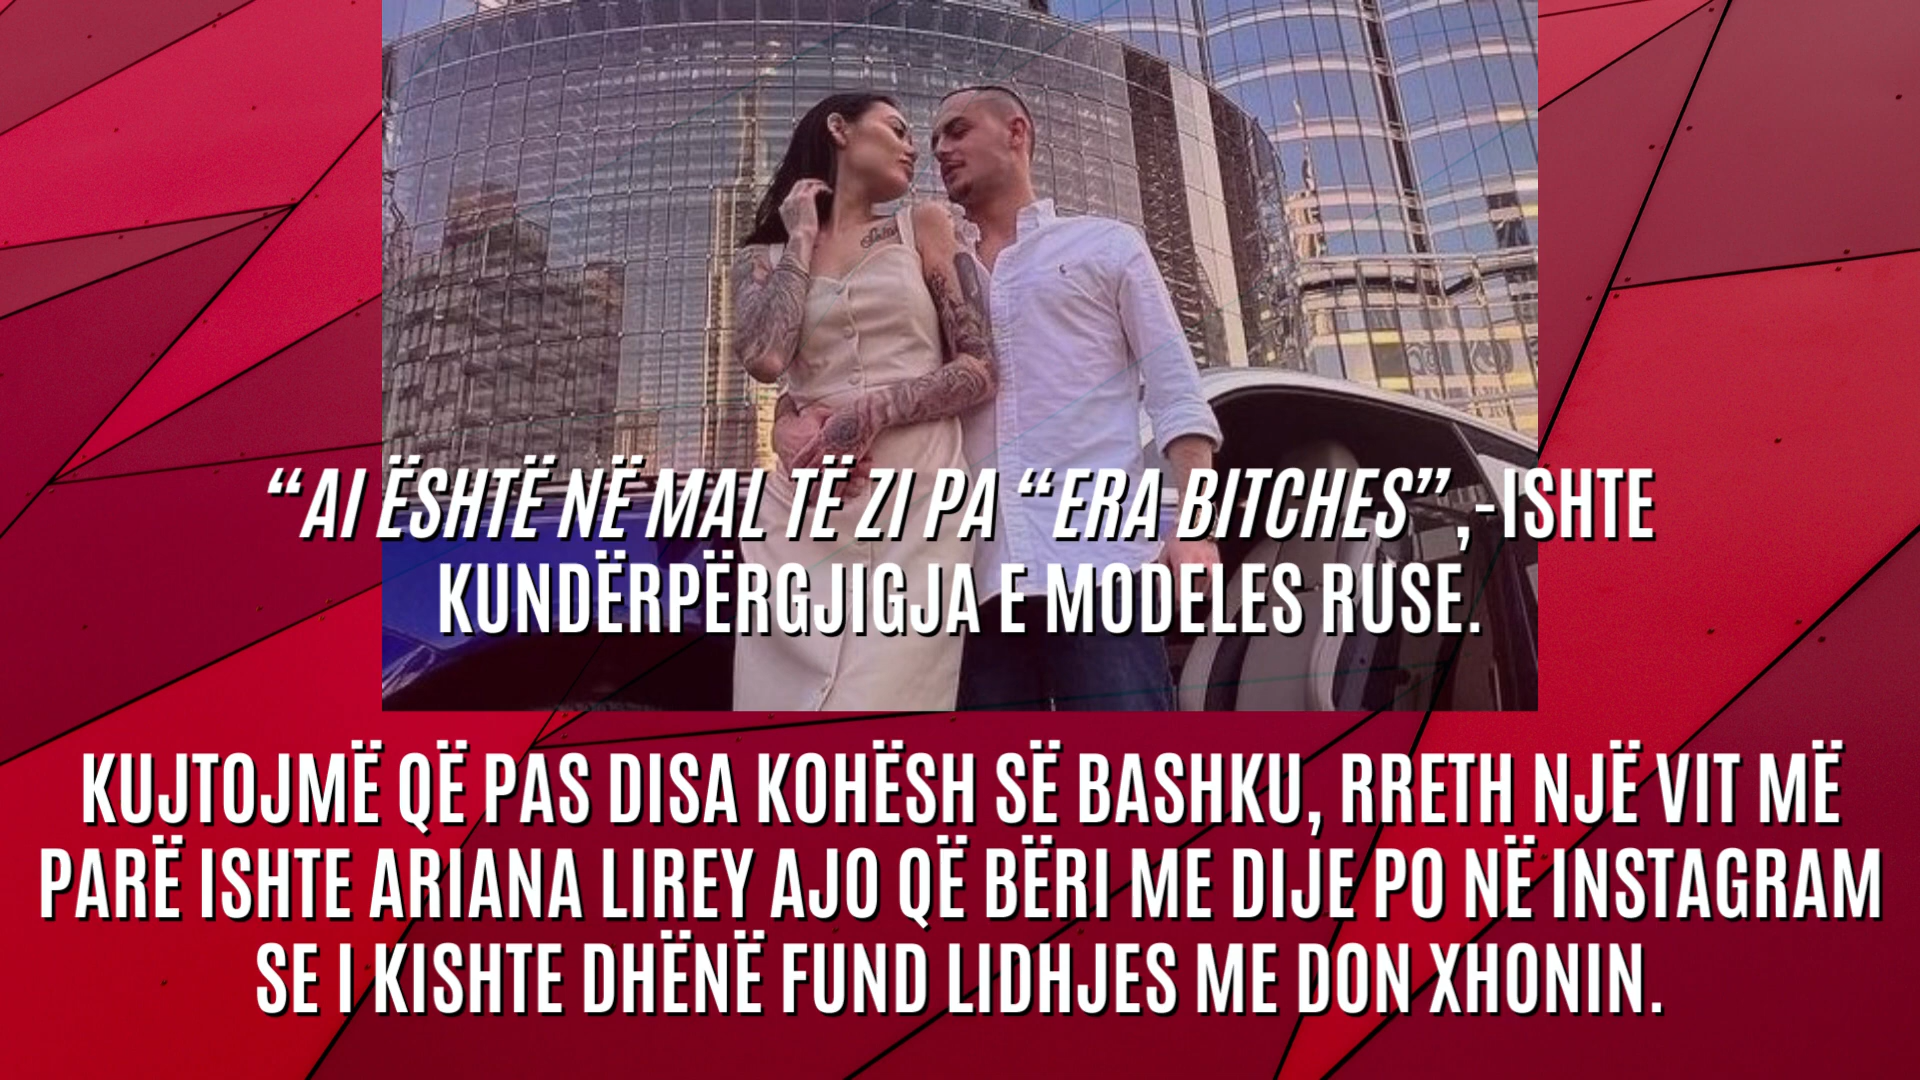 “AI ËSHTË NË MAL TË ZI PA “ERA BITCHES”,-ISHTE
KUNDËRPËRGJIGJA E MODELES RUSE.
KUJTOJMË QË PAS DISA KOHËSH SË BASHKU, RRETH NJË VIT MË
PARË ISHTE ARIANA LIREY AJO QË BËRI ME DIJE PO NË INSTAGRAM
SE I KISHTE DHËNË FUND LIDHJES ME DON XHONIN.